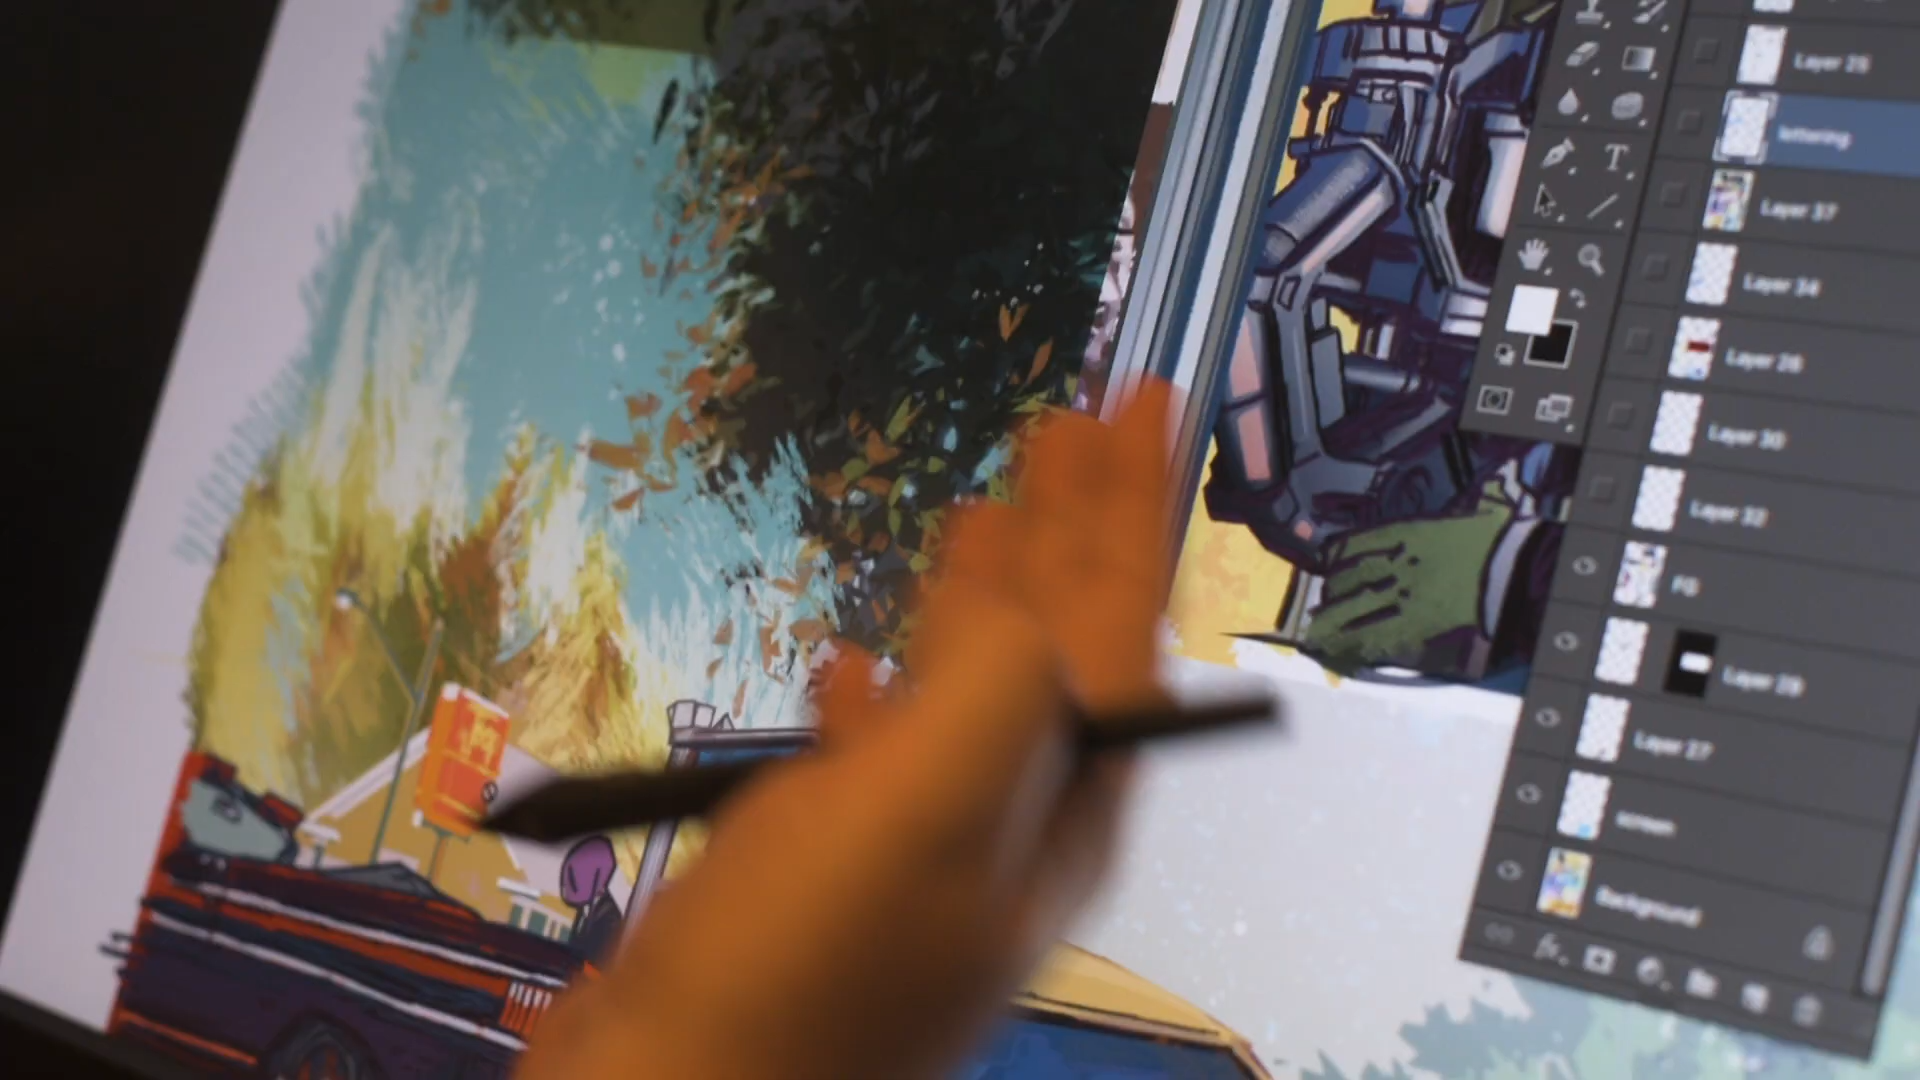 Layer 25
lettering
Layer 37
Layer 34
Layer 26
Layer 30
Layer 32
FG
Layer 29
Layer 27
screen
Background
T
fx